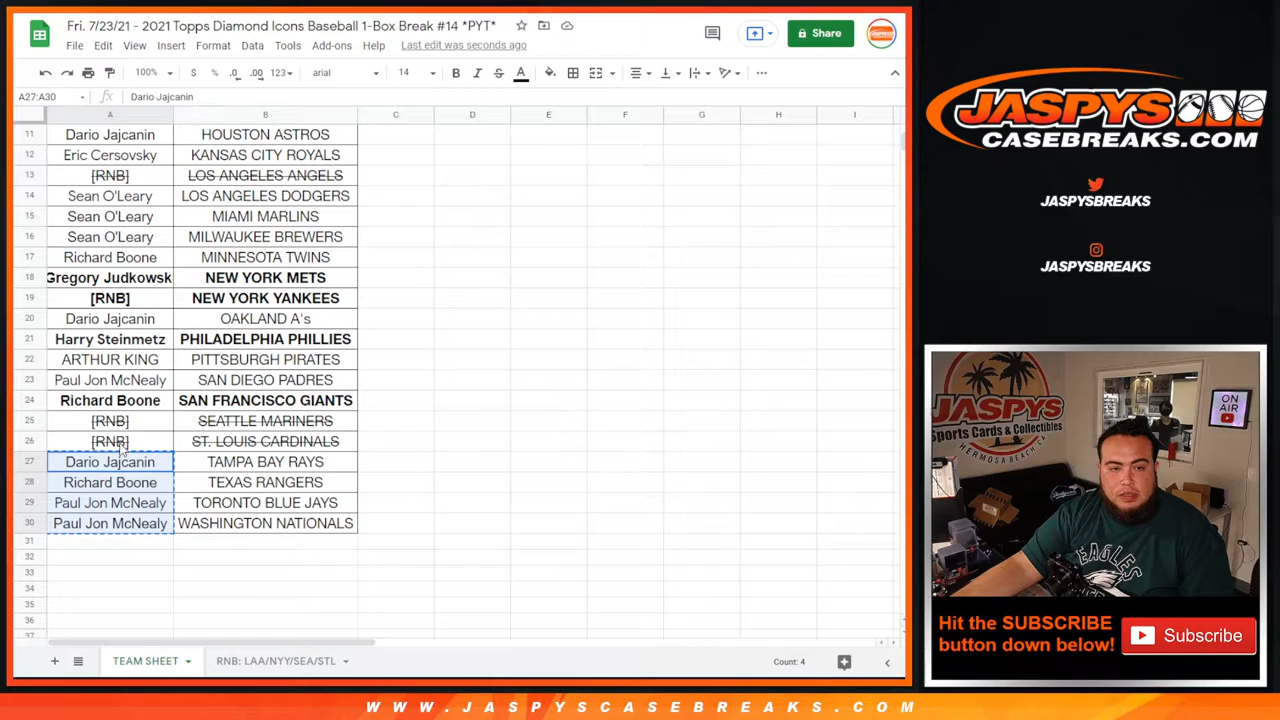 Fri. 7/23/21 - 2021 Topps Diamond Icons Baseball 1-Box Break #14 *PYT*
File Edit View Insert Format Data Tools Add-ons Help Last edit was seconds ago
Share
100% $ % .0 .00 123 arial 14 B I S A
A27:A30 fx Dario Jajcanin
A B C D E F G H I
11 Dario Jajcanin HOUSTON ASTROS
12 Eric Cersovsky KANSAS CITY ROYALS
13 [RNB] LOS ANGELES ANGELS
14 Sean O'Leary LOS ANGELES DODGERS
15 Sean O'Leary MIAMI MARLINS
16 Sean O'Leary MILWAUKEE BREWERS
17 Richard Boone MINNESOTA TWINS
18 Gregory Judkowsk NEW YORK METS
19 [RNB] NEW YORK YANKEES
20 Dario Jajcanin OAKLAND A's
21 Harry Steinmetz PHILADELPHIA PHILLIES
22 ARTHUR KING PITTSBURGH PIRATES
23 Paul Jon McNealy SAN DIEGO PADRES
24 Richard Boone SAN FRANCISCO GIANTS
25 [RNB] SEATTLE MARINERS
26 [RNB] ST. LOUIS CARDINALS
27 Dario Jajcanin TAMPA BAY RAYS
28 Richard Boone TEXAS RANGERS
29 Paul Jon McNealy TORONTO BLUE JAYS
30 Paul Jon McNealy WASHINGTON NATIONALS
31
32
33
34
35
36
37
TEAM SHEET RNB: LAA/NYY/SEA/STL Count: 4
JASPYS
CASEBREAKS.COM
JASPYSBREAKS
JASPYSBREAKS
JASPYS
Sports Cards & Collectibles
HERMOSA BEACH, CA
ON
AIR
EAGLES
Hit the SUBSCRIBE
button down below!
Subscribe
WWW.JASPYSCASEBREAKS.COM